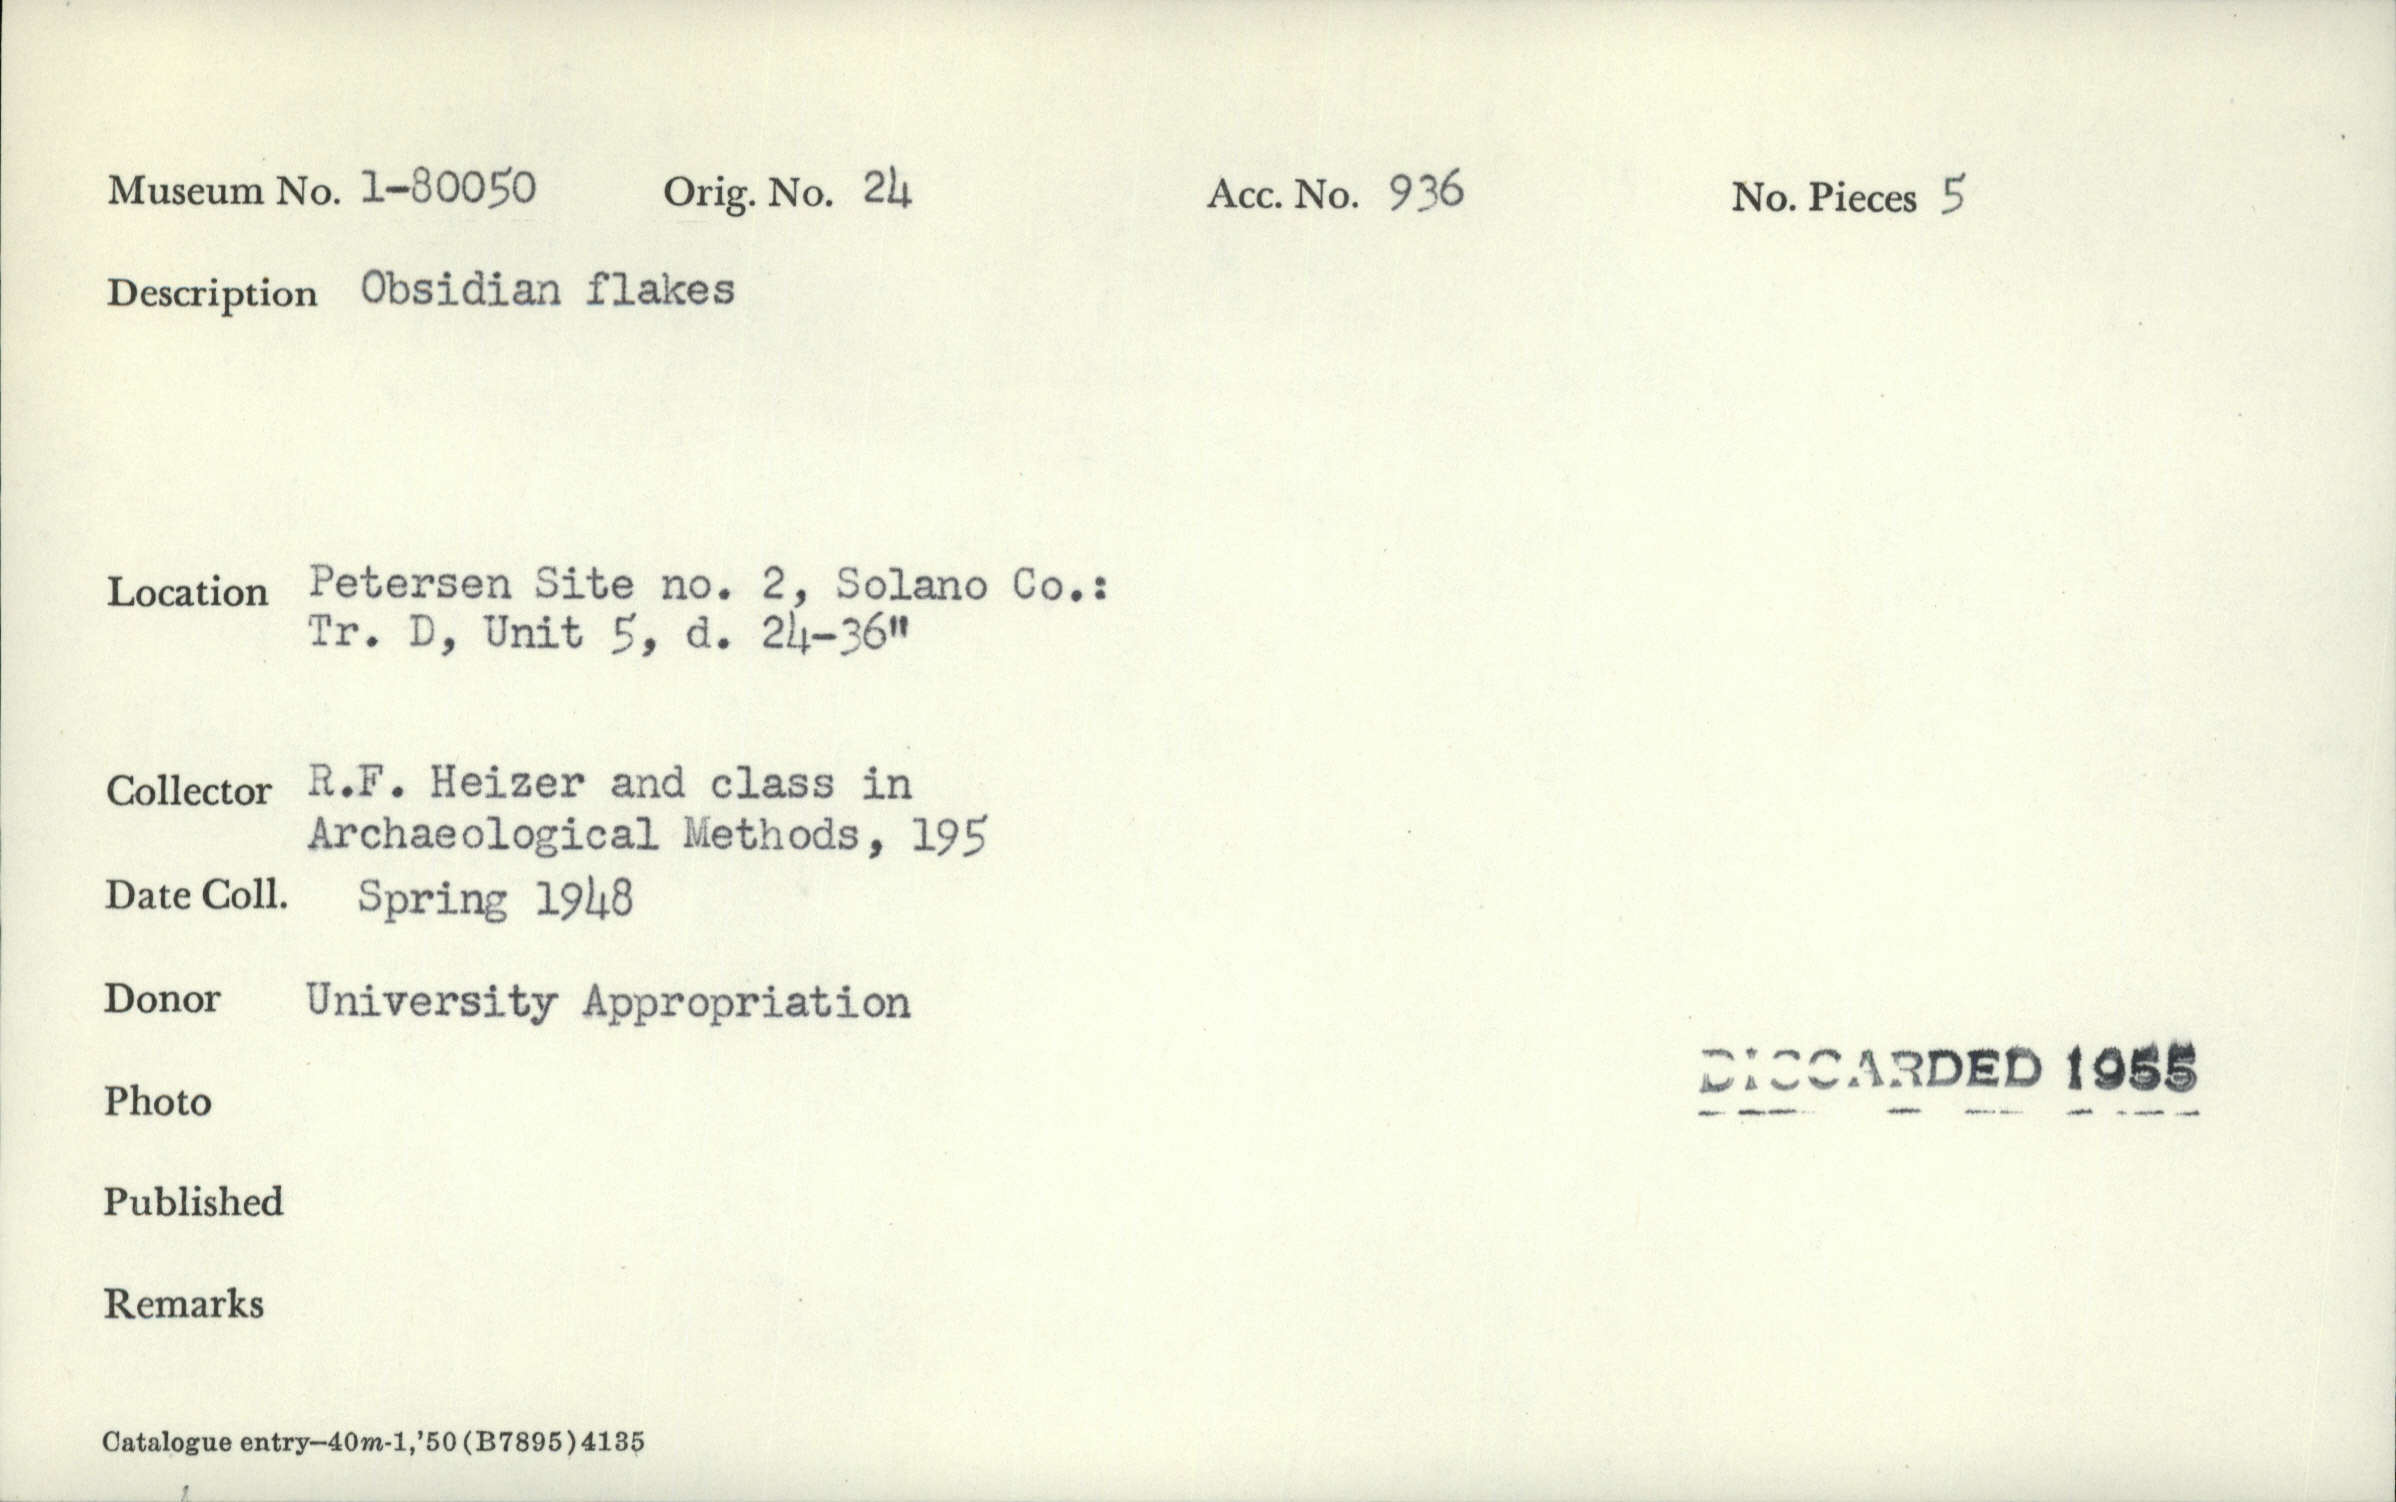 Museum No. 1-80050 Orig. No. 24 Acc. No. 936 No. Pieces 5
Description Obsidian flakes
Location Petersen Site no. 2, Solano Co.:
Tr. D, Unit 5, d. 24-36"
Collector R.F. Heizer and class in
Archaeological Methods, 195
Date Coll. Spring 1948
Donor University Appropriation
DISCARDED 1955
Photo
Published
Remarks
Catalogue entry—40m-1,'50(B7895)4135